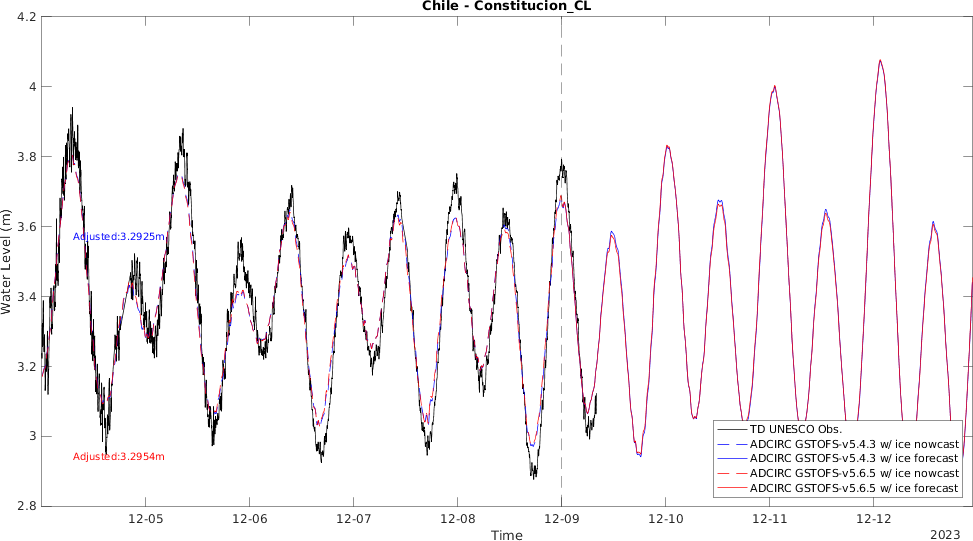 Chile - Constitucion_CL
4.2
4
3.8
3.6
3.4
3.2
3
2.8
Water Level (m)
Adjusted:3.2925m
Adjusted:3.2954m
TD UNESCO Obs.
ADCIRC GSTOFS-v5.4.3 w/ ice nowcast
ADCIRC GSTOFS-v5.4.3 w/ ice forecast
ADCIRC GSTOFS-v5.6.5 w/ ice nowcast
ADCIRC GSTOFS-v5.6.5 w/ ice forecast
12-05 12-06 12-07 12-08 12-09 12-10 12-11 12-12
Time
2023